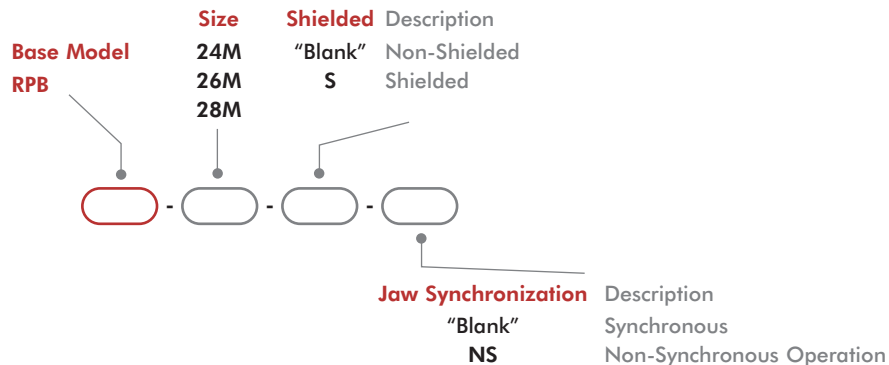 Size Shielded Description
Base Model 24M “Blank” Non-Shielded
RPB 26M S Shielded
28M
- - -
Jaw Synchronization Description
“Blank” Synchronous
NS Non-Synchronous Operation